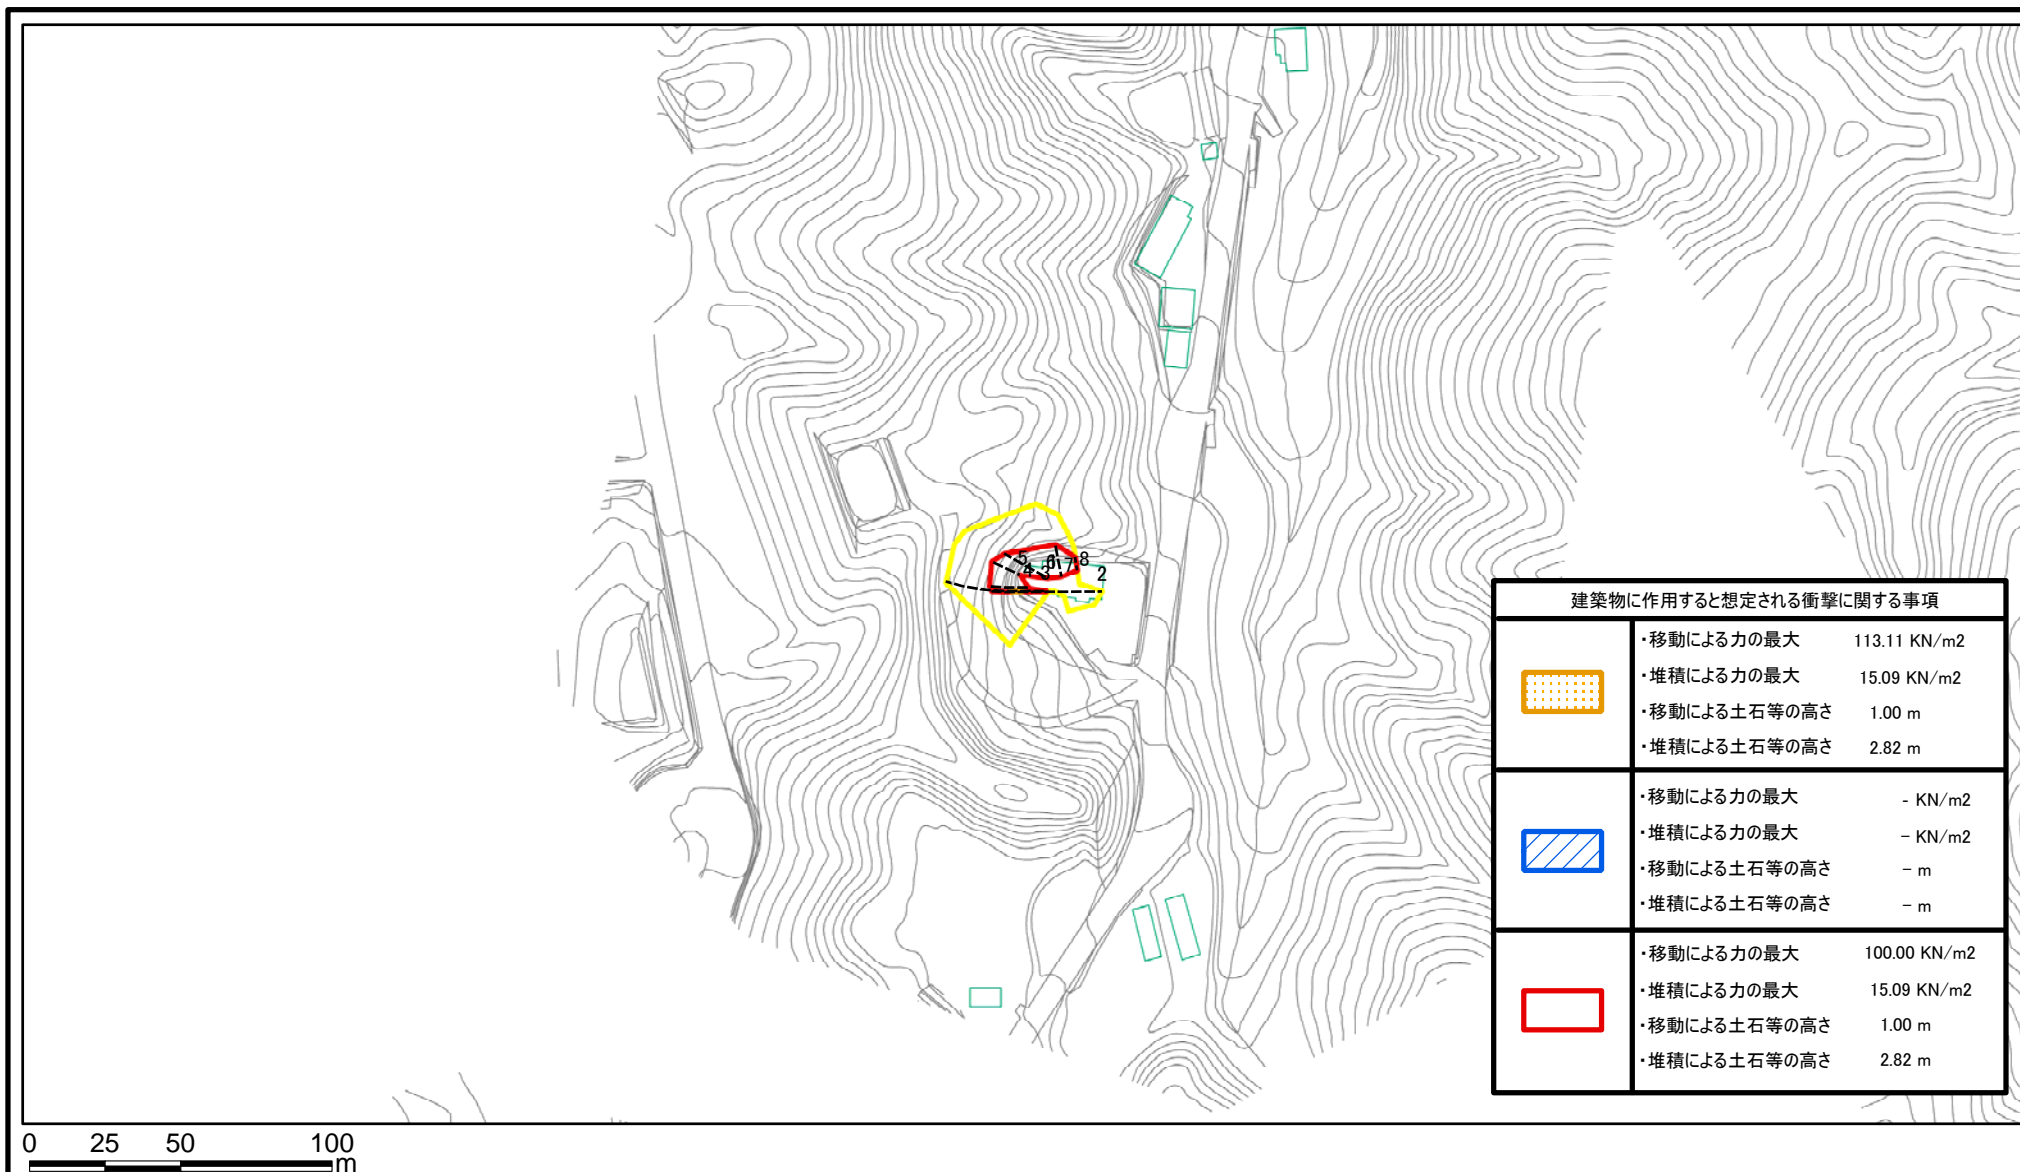 5
6
8
4
3
7
2
建築物に作用すると想定される衝撃に関する事項
・移動による力の最大 113.11 KN/m2
・堆積による力の最大 15.09 KN/m2
・移動による土石等の高さ 1.00 m
・堆積による土石等の高さ 2.82 m
・移動による力の最大 - KN/m2
・堆積による力の最大 - KN/m2
・移動による土石等の高さ - m
・堆積による土石等の高さ - m
・移動による力の最大 100.00 KN/m2
・堆積による力の最大 15.09 KN/m2
・移動による土石等の高さ 1.00 m
・堆積による土石等の高さ 2.82 m
0 25 50 100
m